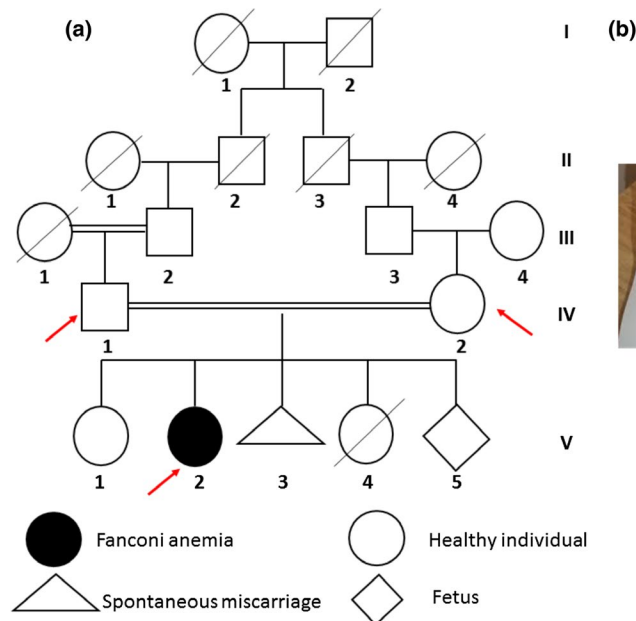 (a) I (b)
1 2
II
1 2 3 4
III
1 2 3 4
IV
1 2
V
1 2 3 4 5
Fanconi anemia Healthy individual
Spontaneous miscarriage Fetus